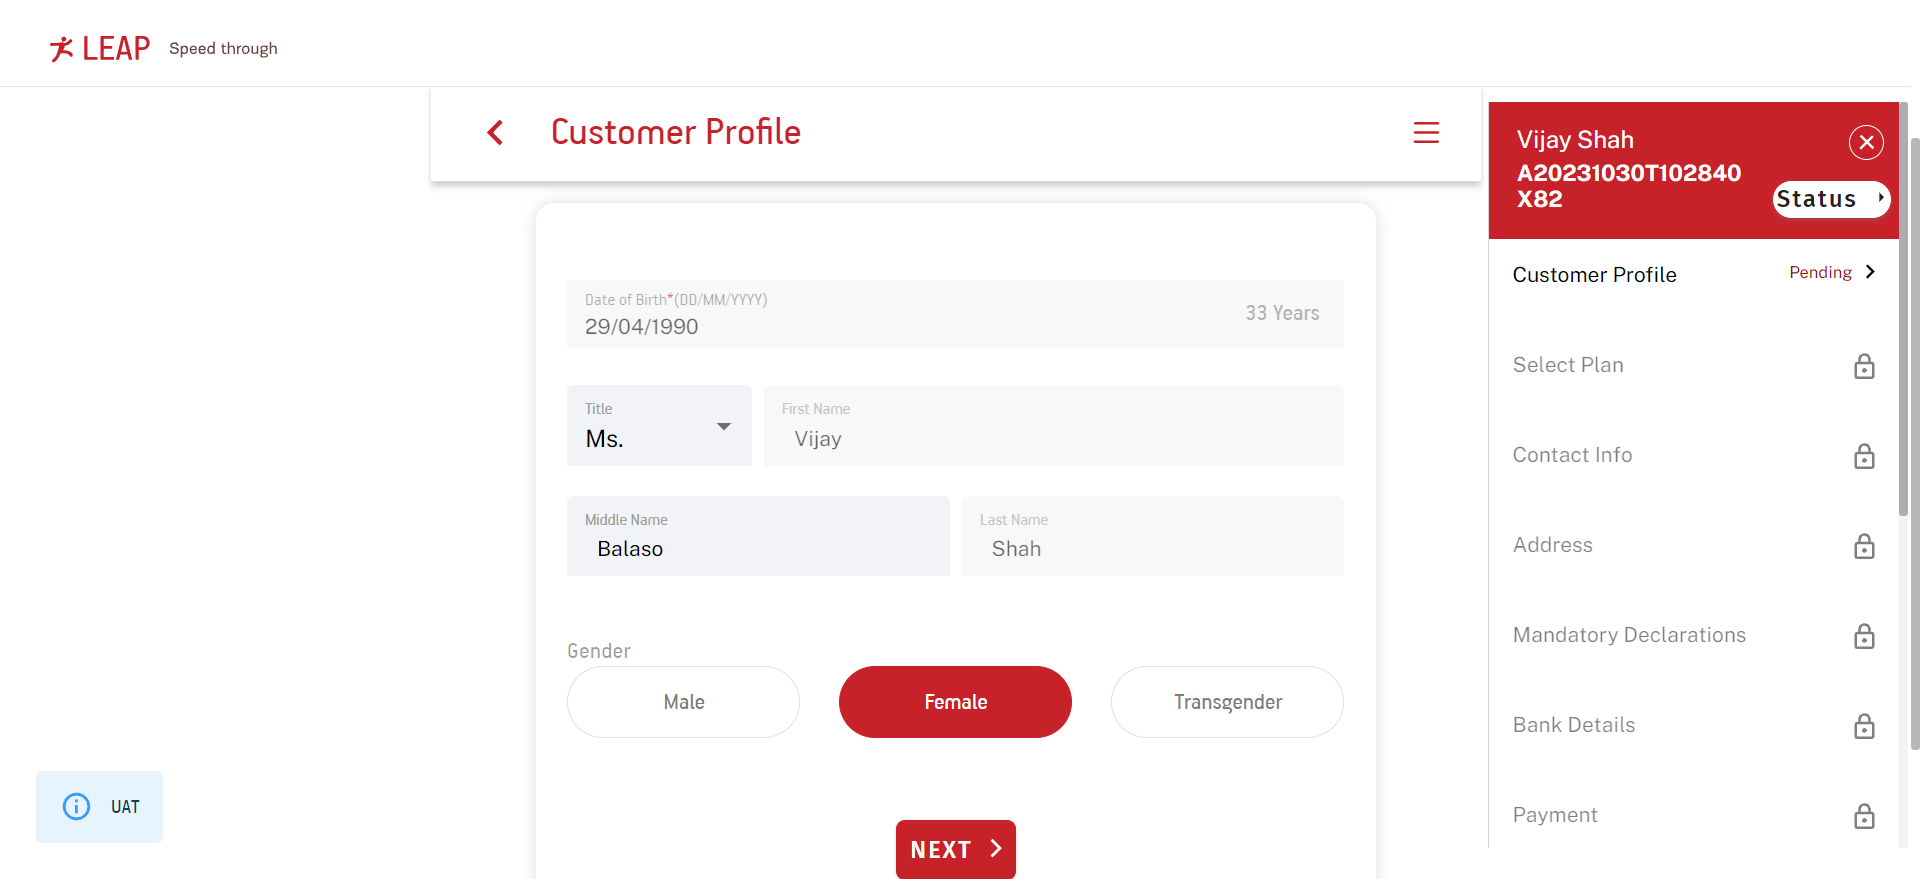 LEAP Speed through
Customer Profile
Date of Birth*(DD/MM/YYYY)
29/04/1990
33 Years
Title
Ms.
First Name
Vijay
Middle Name
Balaso
Last Name
Shah
Gender
Male
Female
Transgender
NEXT
UAT
Vijay Shah
A20231030T102840
X82
Status
Customer Profile
Pending
Select Plan
Contact Info
Address
Mandatory Declarations
Bank Details
Payment